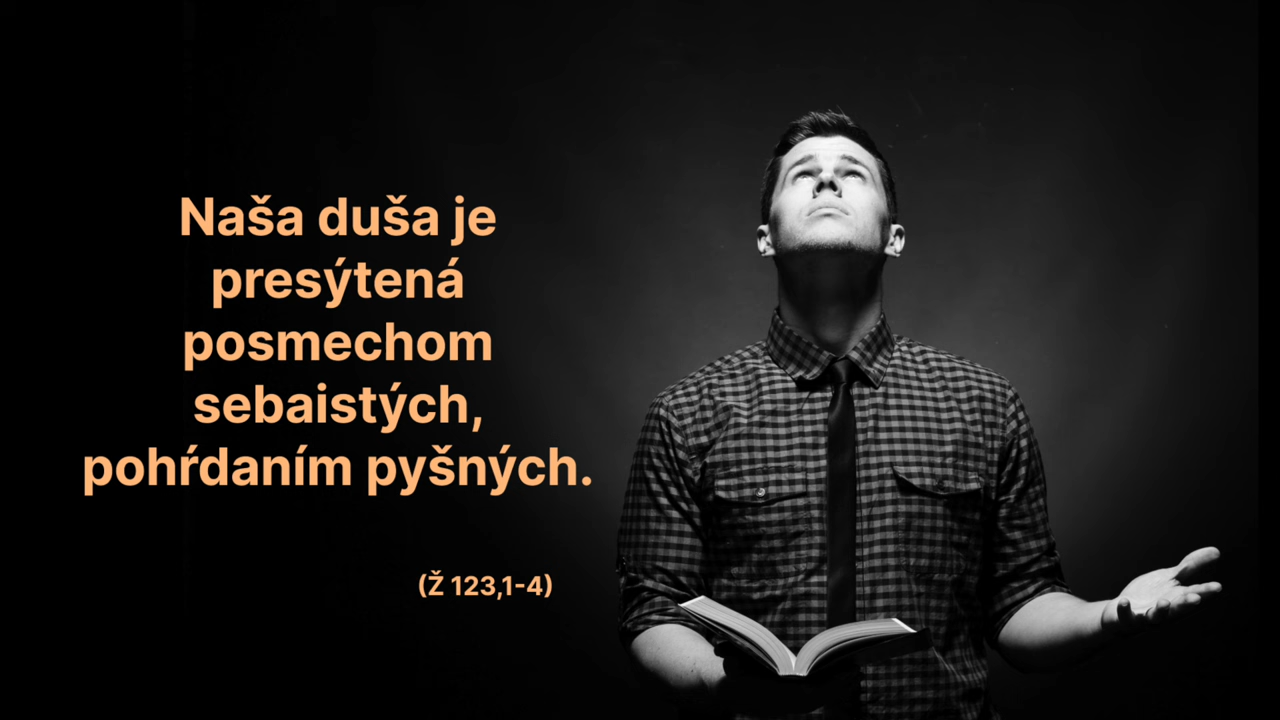 Naša duša je
presýtená
posmechom
sebaistých,
pohŕdaním pyšných.
(Ž 123,1-4)